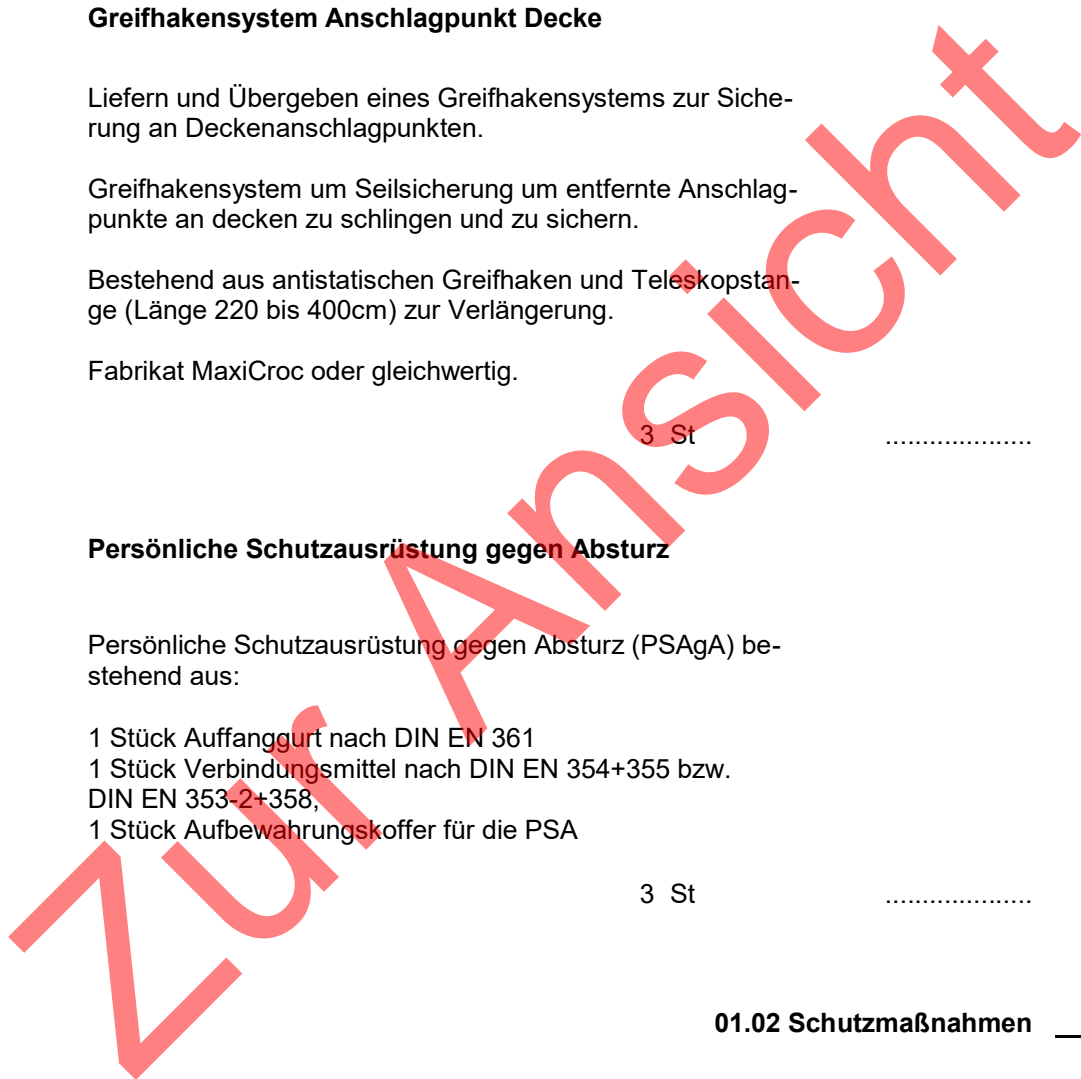 Greifhakensystem Anschlagpunkt Decke
Liefern und Übergeben eines Greifhakensystems zur Siche-
rung an Deckenanschlagpunkten.
Greifhakensystem um Seilsicherung um entfernte Anschlag-
punkte an decken zu schlingen und zu sichern.
Bestehend aus antistatischen Greifhaken und Teleskopstan-
ge (Länge 220 bis 400cm) zur Verlängerung.
Fabrikat MaxiCroc oder gleichwertig.
3 St ...................
Persönliche Schutzausrüstung gegen Absturz
Persönliche Schutzausrüstung gegen Absturz (PSAgA) be-
stehend aus:
1 Stück Auffanggurt nach DIN EN 361
1 Stück Verbindungsmittel nach DIN EN 354+355 bzw.
DIN EN 353-2+358,
1 Stück Aufbewahrungskoffer für die PSA
3 St ...................
01.02 Schutzmaßnahmen
Zur Ansicht